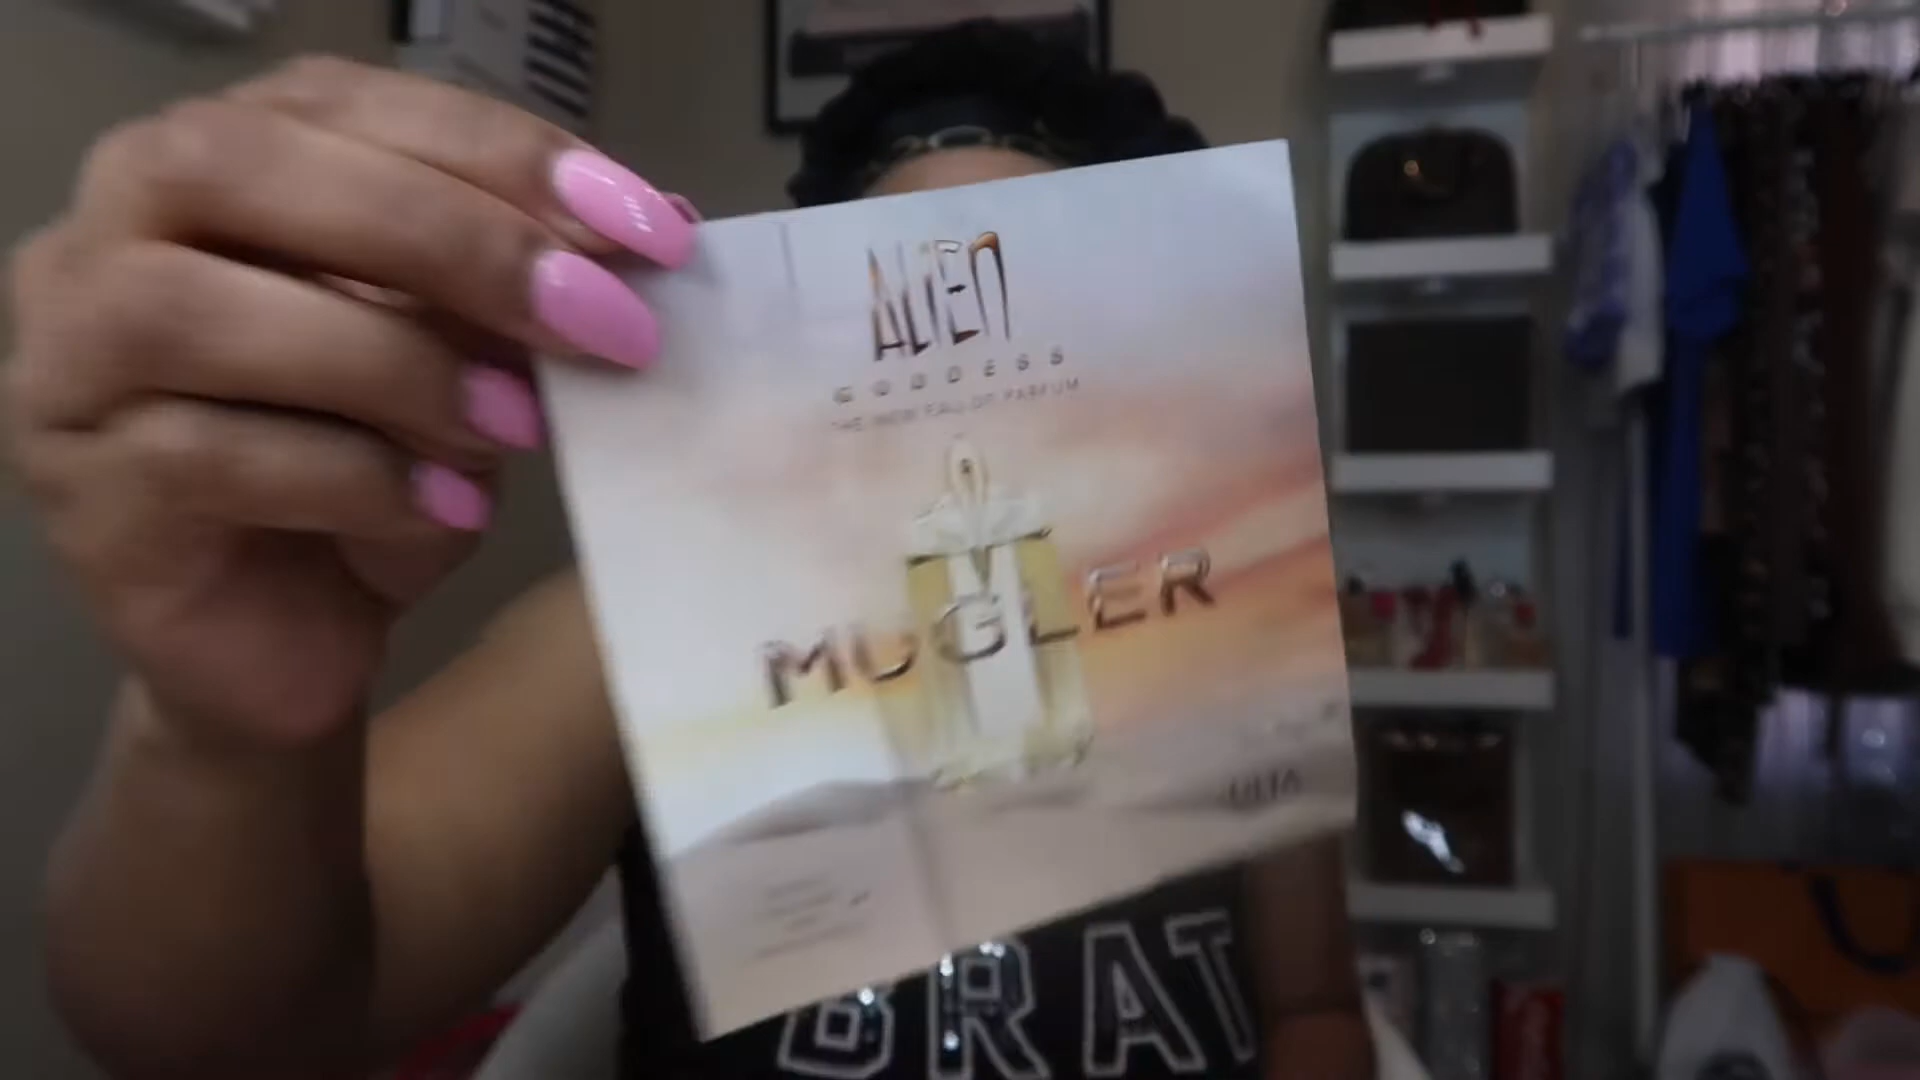 ALiEn
GODDESS
THE NEW EAU DE PARFUM
MUGLER
ULTA
BRAT